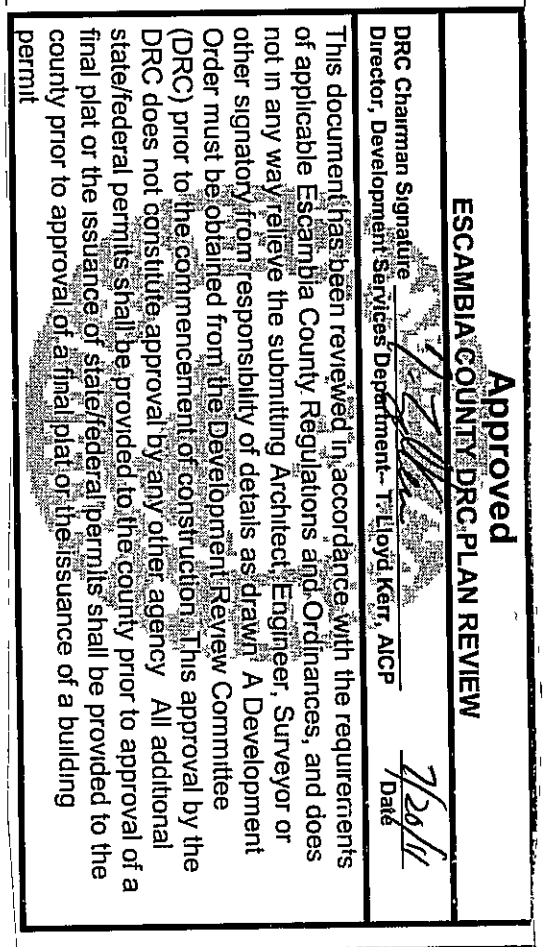 Approved
ESCAMBIA COUNTY DRC PLAN REVIEW
DRC Chairman Signature 7/20/11
Director, Development Services Department– T. Lloyd Kerr, AICP Date
This document has been reviewed in accordance with the requirements
of applicable Escambia County Regulations and Ordinances, and does
not in any way relieve the submitting Architect, Engineer, Surveyor or
other signatory from responsibility of details as drawn A Development
Order must be obtained from the Development Review Committee
(DRC) prior to the commencement of construction This approval by the
DRC does not constitute approval by any other agency All additional
state/federal permits shall be provided to the county prior to approval of a
final plat or the issuance of state/federal permits shall be provided to the
county prior to approval of a final plat or the issuance of a building
permit